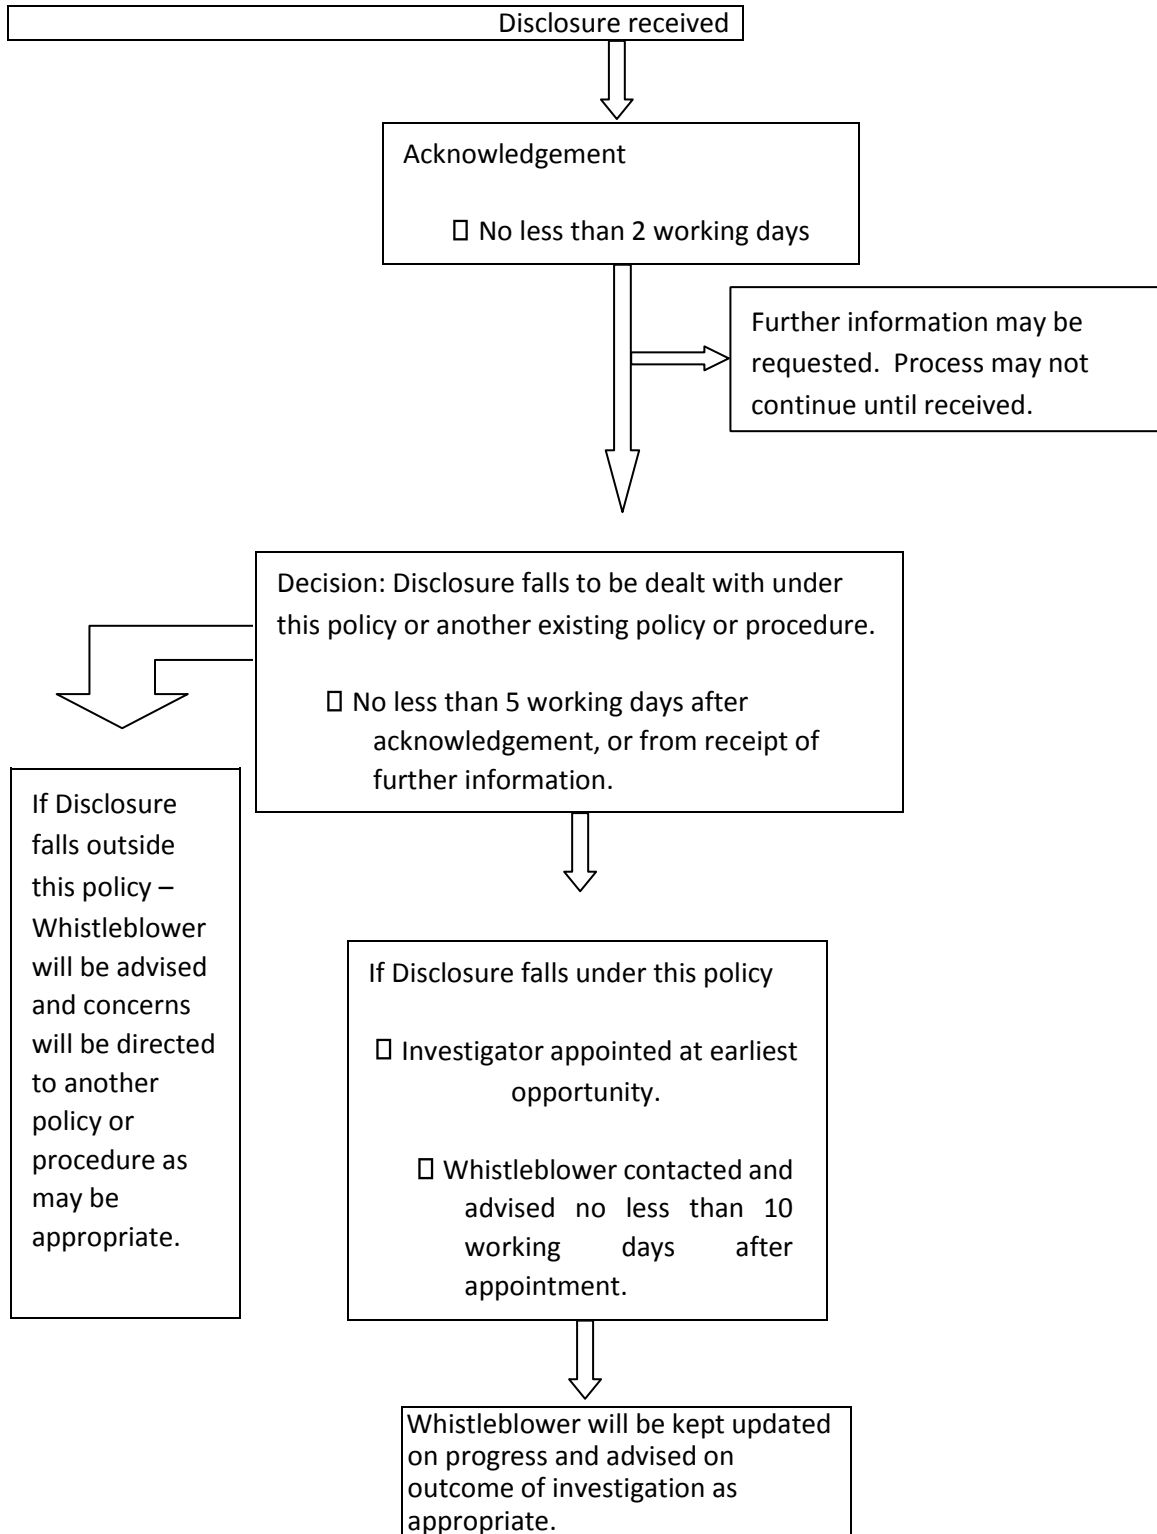 Disclosure received
Acknowledgement
No less than 2 working days
Further information may be
requested.  Process may not
continue until received.
Decision: Disclosure falls to be dealt with under
this policy or another existing policy or procedure.
No less than 5 working days after
acknowledgement, or from receipt of
further information.
If Disclosure
falls outside
this policy –
Whistleblower
will be advised
and concerns
will be directed
to another
policy or
procedure as
may be
appropriate.
If Disclosure falls under this policy
Investigator appointed at earliest
opportunity.
Whistleblower contacted and
advised no less than 10
working days after
appointment.
Whistleblower will be kept updated
on progress and advised on
outcome of investigation as
appropriate.